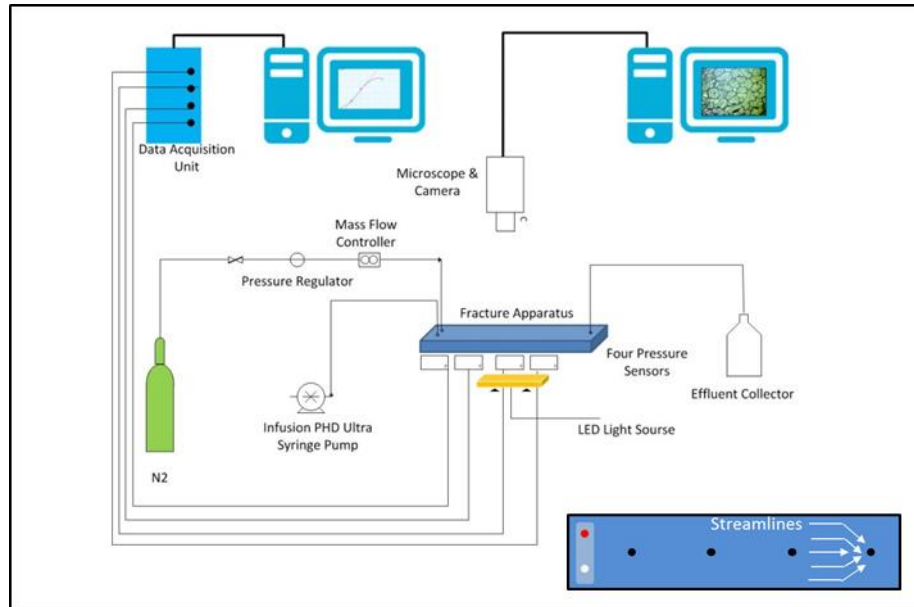 Data Acquisition
Unit
Microscope &
Camera
Mass Flow
Controller
Pressure Regulator
Fracture Apparatus
Four Pressure
Sensors
Effluent Collector
Infusion PHD Ultra
Syringe Pump
LED Light Sourse
N2
Streamlines